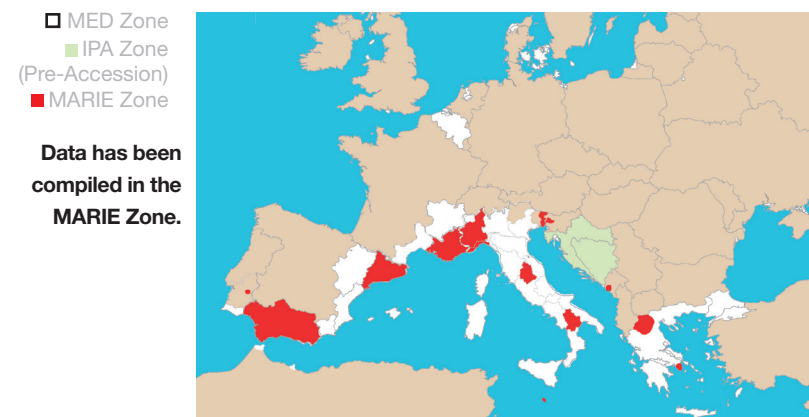 MED Zone
IPA Zone
(Pre-Accession)
MARIE Zone
Data has been
compiled in the
MARIE Zone.